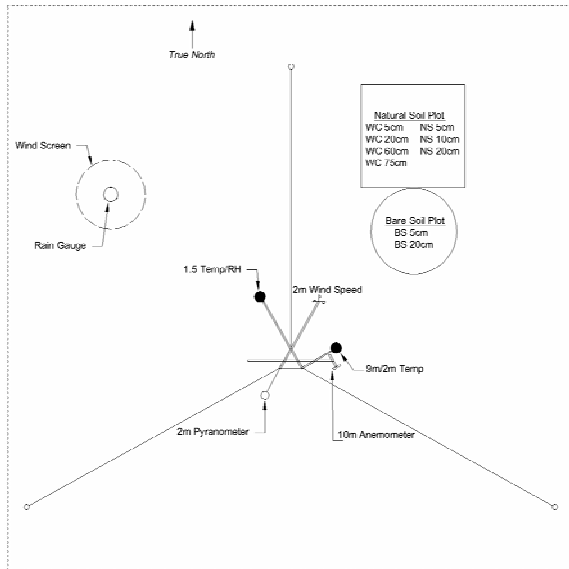 True North
Natural Soil Plot
WC 5cm NS 5cm
WC 20cm NS 10cm
WC 60cm NS 20cm
WC 75cm
Wind Screen
Rain Gauge
Bare Soil Plot
BS 5cm
BS 20cm
1.5 Temp/RH
2m Wind Speed
9m/2m Temp
2m Pyranometer
10m Anemometer